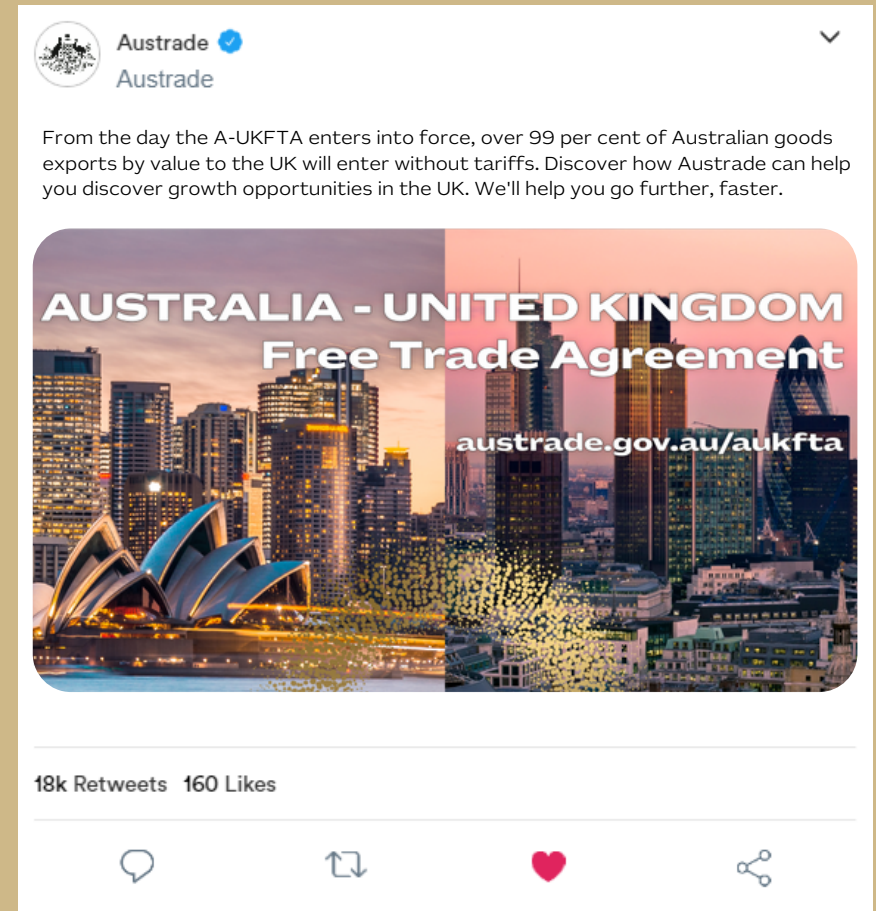 Austrade
Austrade
From the day the A-UKFTA enters into force, over 99 per cent of Australian goods
exports by value to the UK will enter without tariffs. Discover how Austrade can help
you discover growth opportunities in the UK. We'll help you go further, faster.
AUSTRALIA - UNITED KINGDOM
Free Trade Agreement
austrade.gov.au/aukfta
18k Retweets 160 Likes